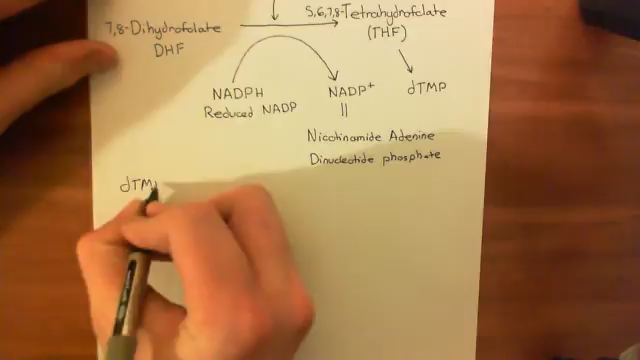 7,8-Dihydrofolate
DHF
5,6,7,8-Tetrahydrofolate
(THF)
NADPH
Reduced NADP
NADP+
||
dTMP
Nicotinamide Adenine
Dinucleotide phosphate
dTM